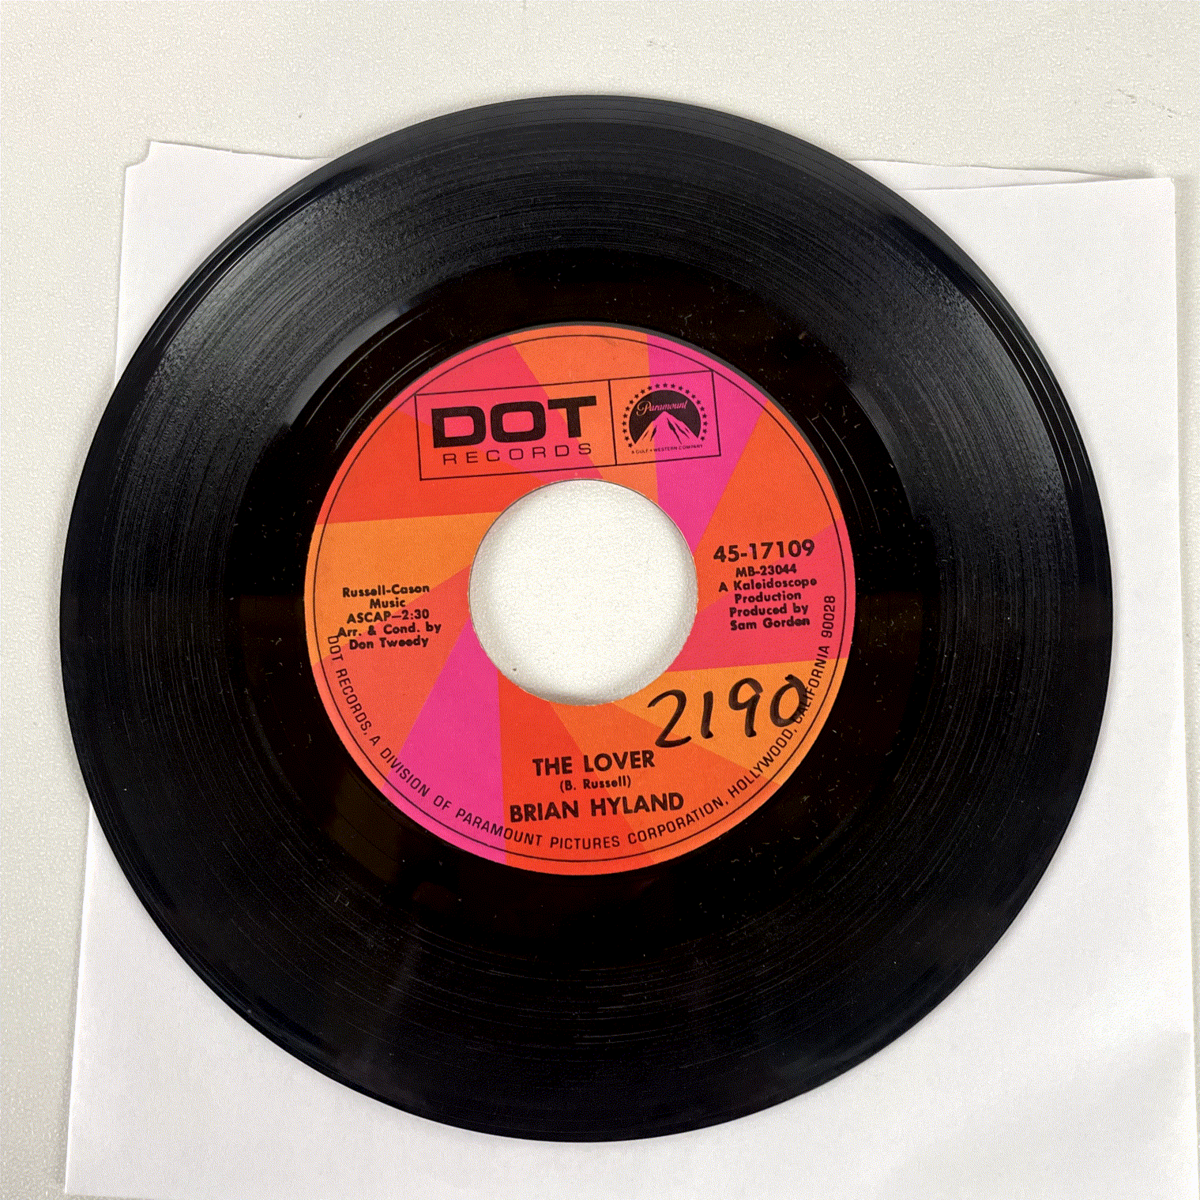 DOT
RECORDS
Paramount
A GULF+WESTERN COMPANY
45-17109
MB-23044
A Kaleidoscope
Production
Produced by
Sam Gordon
Russell-Cason
Music
ASCAP—2:30
Arr. & Cond. by
Don Tweedy
2190
THE LOVER
(B. Russell)
BRIAN HYLAND
DOT RECORDS, A DIVISION OF PARAMOUNT PICTURES CORPORATION, HOLLYWOOD, CALIFORNIA 90028